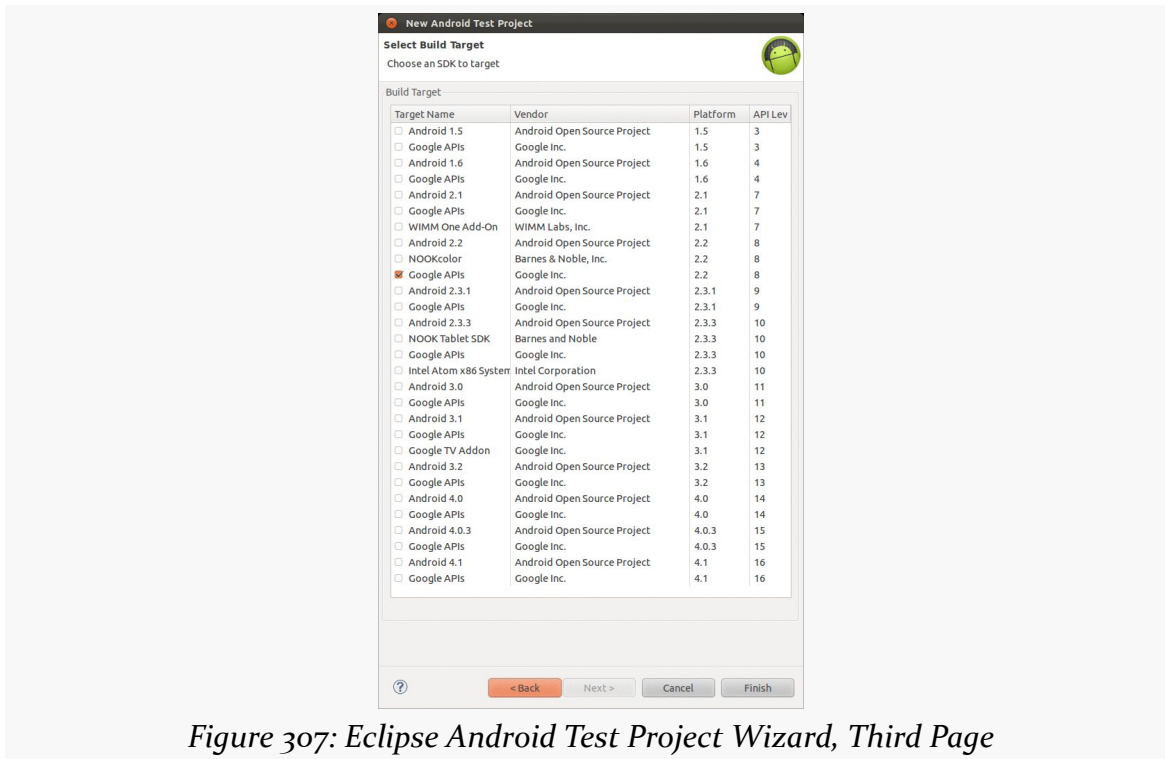 New Android Test Project
Select Build Target
Choose an SDK to target
Build Target
Target Name Vendor Platform API Lev
Android 1.5 Android Open Source Project 1.5 3
Google APIs Google Inc. 1.5 3
Android 1.6 Android Open Source Project 1.6 4
Google APIs Google Inc. 1.6 4
Android 2.1 Android Open Source Project 2.1 7
Google APIs Google Inc. 2.1 7
WIMM One Add-On WIMM Labs, Inc. 2.1 7
Android 2.2 Android Open Source Project 2.2 8
NOOKcolor Barnes & Noble, Inc. 2.2 8
Google APIs Google Inc. 2.2 8
Android 2.3.1 Android Open Source Project 2.3.1 9
Google APIs Google Inc. 2.3.1 9
Android 2.3.3 Android Open Source Project 2.3.3 10
NOOK Tablet SDK Barnes and Noble 2.3.3 10
Google APIs Google Inc. 2.3.3 10
Intel Atom x86 System Intel Corporation 2.3.3 10
Android 3.0 Android Open Source Project 3.0 11
Google APIs Google Inc. 3.0 11
Android 3.1 Android Open Source Project 3.1 12
Google APIs Google Inc. 3.1 12
Google TV Addon Google Inc. 3.1 12
Android 3.2 Android Open Source Project 3.2 13
Google APIs Google Inc. 3.2 13
Android 4.0 Android Open Source Project 4.0 14
Google APIs Google Inc. 4.0 14
Android 4.0.3 Android Open Source Project 4.0.3 15
Google APIs Google Inc. 4.0.3 15
Android 4.1 Android Open Source Project 4.1 16
Google APIs Google Inc. 4.1 16
? < Back Next > Cancel Finish
Figure 307: Eclipse Android Test Project Wizard, Third Page